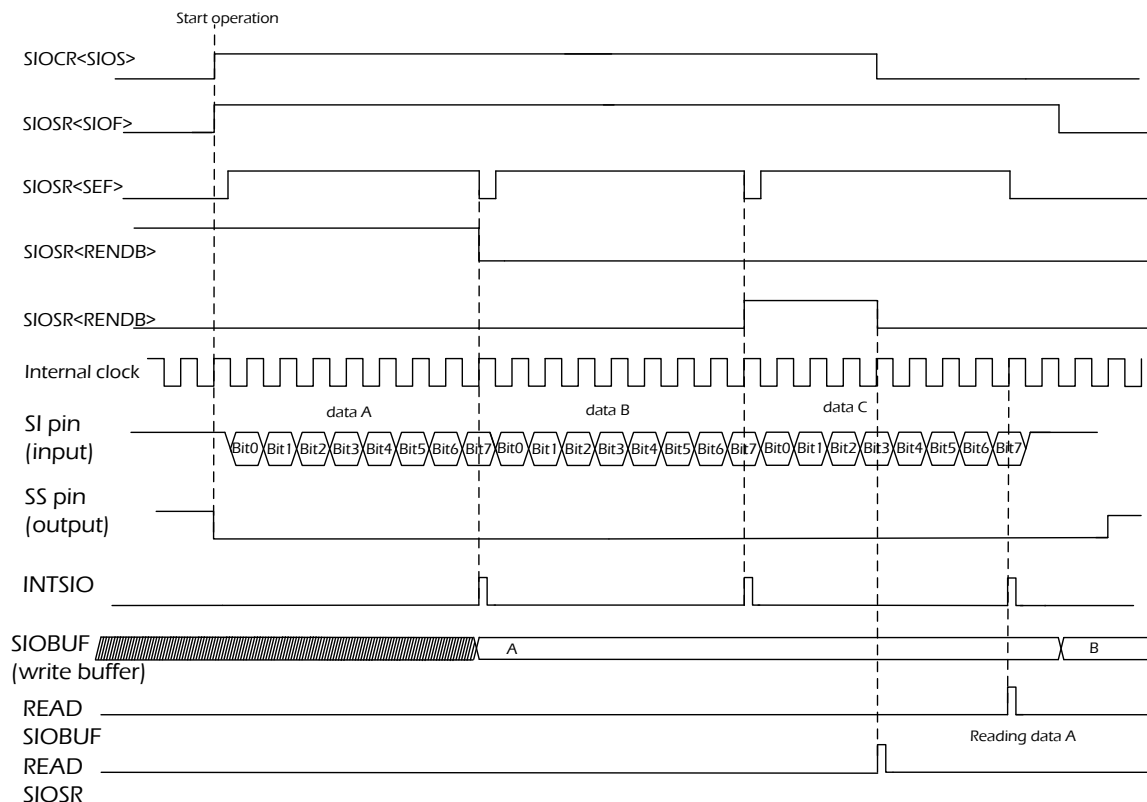 Start operation
SIOCR<SIOS>
SIOSR<SIOF>
SIOSR<SEF>
SIOSR<RENDB>
SIOSR<RENDB>
Internal clock
data A data B data C
SI pin
(input)
Bit0 Bit1 Bit2 Bit3 Bit4 Bit5 Bit6 Bit7 Bit0 Bit1 Bit2 Bit3 Bit4 Bit5 Bit6 Bit7 Bit0 Bit1 Bit2 Bit3 Bit4 Bit5 Bit6 Bit7
SS pin
(output)
INTSIO
SIOBUF
(write buffer)
A B
READ
SIOBUF
Reading data A
READ
SIOSR